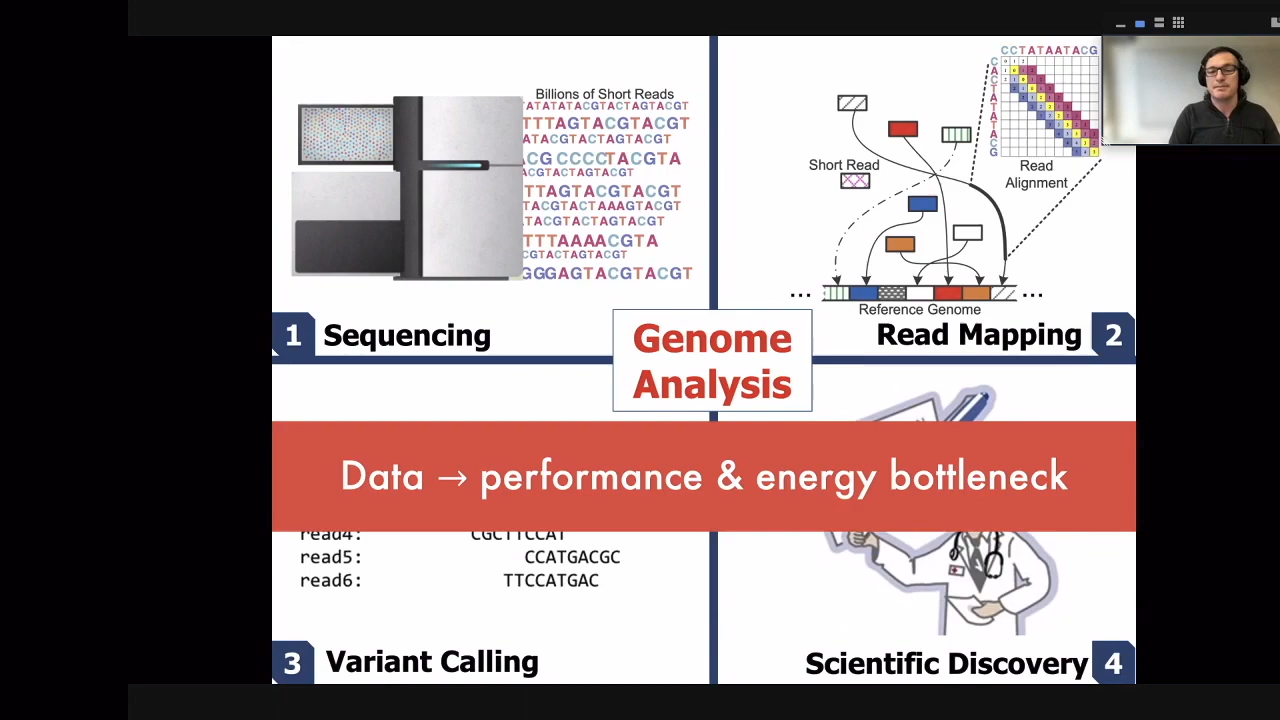 Billions of Short Reads
TATATATACGTACTAGTACGT
TTTAGTACGTACGT
ATACGTACTAGTACGT
ACGCCCCTACGTA
ACGTACTAGTACGT
TTAGTACGTACGT
TACGTACTAAAGTACGT
TACGTACTAGTACGT
TTTAAAACGTA
CGTACTAGTACGT
GGGAGTACGTACGT
1 Sequencing
CCTATAATACG
C
A
C
T
A
T
A
T
A
C
G
Short Read
Read
Alignment
...
...
Reference Genome
Read Mapping 2
Genome
Analysis
Data → performance & energy bottleneck
read4: CGCTTCCAT
read5: CCATGACGC
read6: TTCCATGAC
3 Variant Calling
Scientific Discovery 4